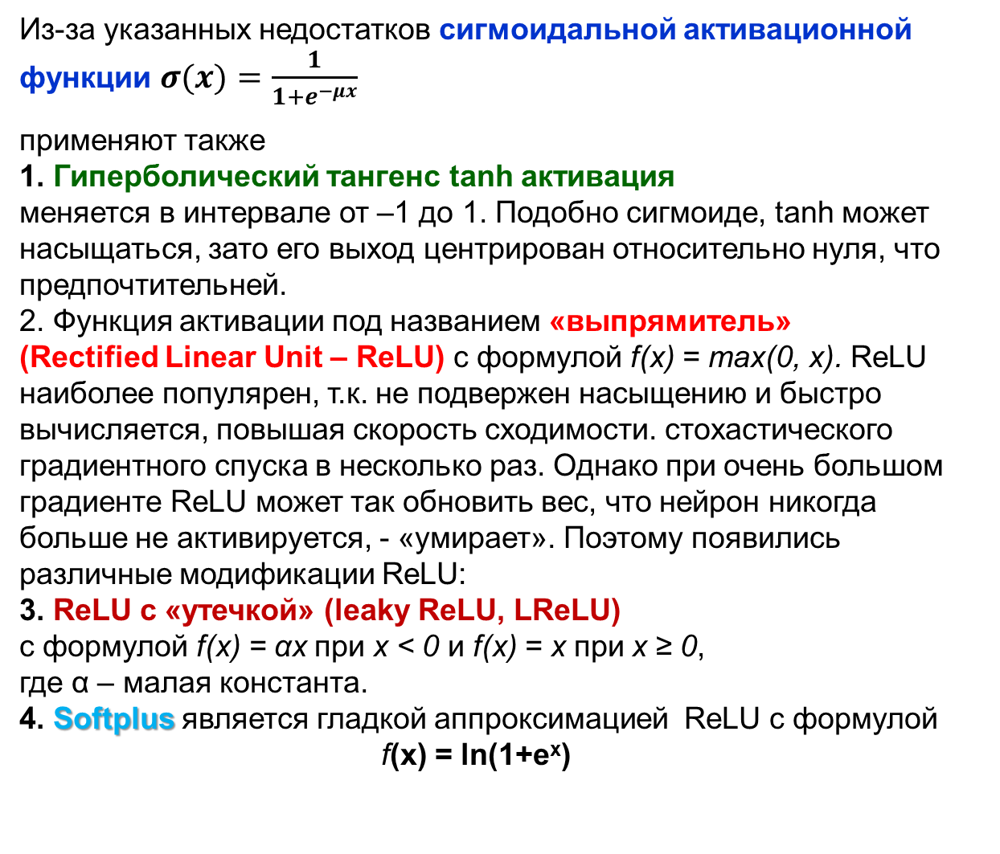 Из-за указанных недостатков сигмоидальной активационной
функции σ(x) = 1/(1+e^(−μx))
применяют также
1. Гиперболический тангенс tanh активация
меняется в интервале от –1 до 1. Подобно сигмоиде, tanh может
насыщаться, зато его выход центрирован относительно нуля, что
предпочтительней.
2. Функция активации под названием «выпрямитель»
(Rectified Linear Unit – ReLU) с формулой f(x) = max(0, x). ReLU
наиболее популярен, т.к. не подвержен насыщению и быстро
вычисляется, повышая скорость сходимости. стохастического
градиентного спуска в несколько раз. Однако при очень большом
градиенте ReLU может так обновить вес, что нейрон никогда
больше не активируется, - «умирает». Поэтому появились
различные модификации ReLU:
3. ReLU с «утечкой» (leaky ReLU, LReLU)
с формулой f(x) = αx при x < 0 и f(x) = x при x ≥ 0,
где α – малая константа.
4. Softplus является гладкой аппроксимацией ReLU с формулой
f(x) = ln(1+eˣ)